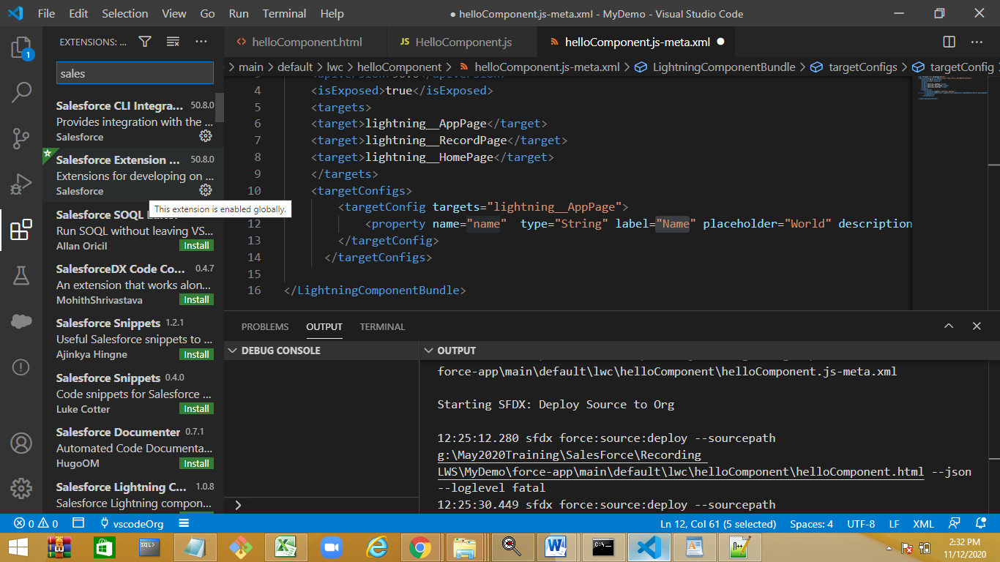 File Edit Selection View Go Run Terminal Help
● helloComponent.js-meta.xml - MyDemo - Visual Studio Code
EXTENSIONS: ...
1
sales
Salesforce CLI Integra... 50.8.0
Provides integration with the ...
Salesforce
Salesforce Extension ... 50.8.0
Extensions for developing on ...
Salesforce
This extension is enabled globally.
Salesforce SOQL
Run SOQL without leaving VS...
Allan Oricil Install
SalesforceDX Code Co... 0.4.7
An extension that works alon...
MohithShrivastava Install
Salesforce Snippets 1.2.1
Useful Salesforce snippets to ...
Ajinkya Hingne Install
Salesforce Snippets 0.4.0
Code snippets for Salesforce ...
Luke Cotter Install
Salesforce Documenter 0.7.1
Automated Code Documenta...
HugoOM Install
Salesforce Lightning C... 1.0.8
Salesforce Lightning compon...
helloComponent.html JS HelloComponent.js helloComponent.js-meta.xml ●
> main > default > lwc > helloComponent > helloComponent.js-meta.xml > LightningComponentBundle > targetConfigs > targetConfig
4 <isExposed>true</isExposed>
5 <targets>
6 <target>lightning__AppPage</target>
7 <target>lightning__RecordPage</target>
8 <target>lightning__HomePage</target>
9 </targets>
10 <targetConfigs>
<targetConfig targets="lightning__AppPage">
12 <property name="name" type="String" label="Name" placeholder="World" description
13 </targetConfig>
14 </targetConfigs>
15
16 </LightningComponentBundle>
PROBLEMS OUTPUT TERMINAL
DEBUG CONSOLE
OUTPUT
force-app\main\default\lwc\helloComponent\helloComponent.js-meta.xml
Starting SFDX: Deploy Source to Org
12:25:12.280 sfdx force:source:deploy --sourcepath
g:\May2020Training\SalesForce\Recording
LWS\MyDemo\force-app\main\default\lwc\helloComponent\helloComponent.html --json
--loglevel fatal
12:25:30.449 sfdx force:source:deploy --sourcepath
0 0 vscodeOrg
Ln 12, Col 61 (5 selected) Spaces: 4 UTF-8 LF XML
SQL>
2:32 PM
11/12/2020